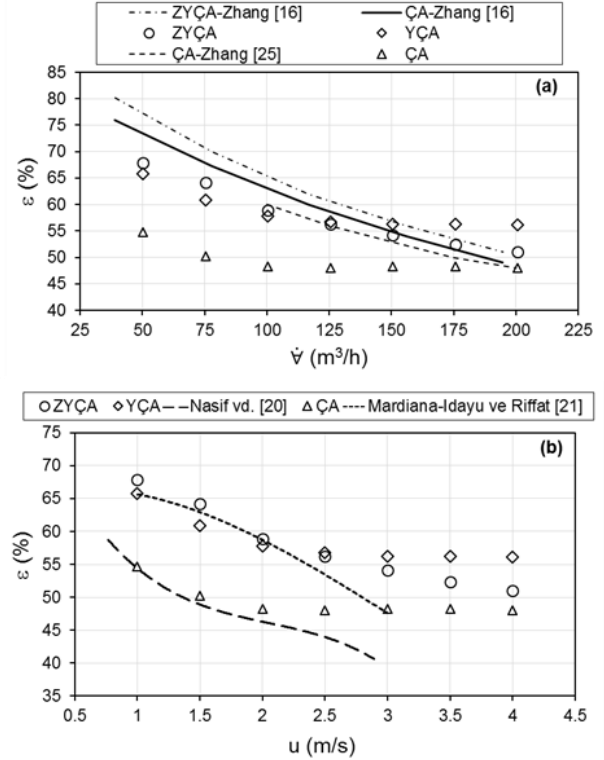 ZYÇA-Zhang [16] ÇA-Zhang [16]
ZYÇA YÇA
ÇA-Zhang [25] ÇA
85
80
75
70
65
60
55
50
45
40
ε (%)
(a)
25 50 75 100 125 150 175 200 225
V̇ (m³/h)
ZYÇA YÇA Nasif vd. [20] ÇA Mardiana-Idayu ve Riffat [21]
75
70
65
60
55
50
45
40
35
ε (%)
(b)
0.5 1 1.5 2 2.5 3 3.5 4 4.5
u (m/s)